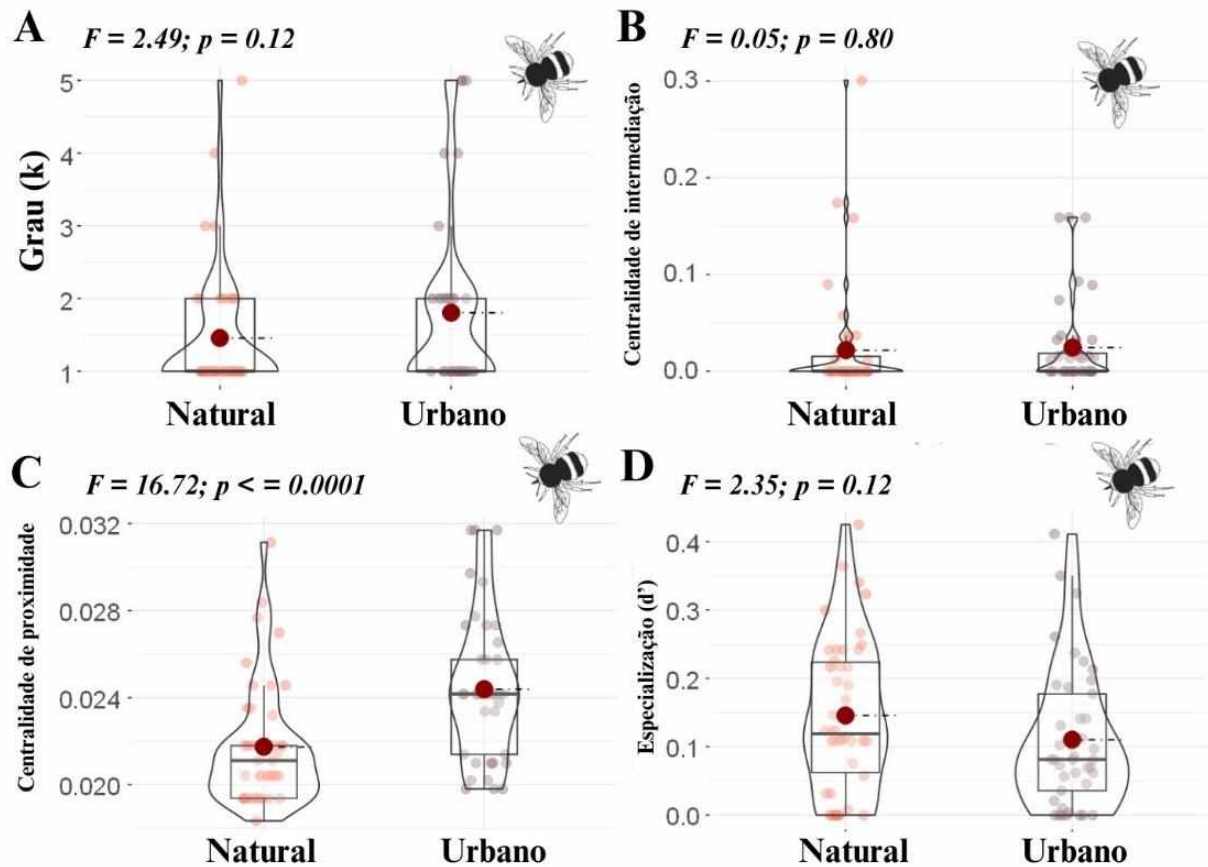 A
F = 2.49; p = 0.12
Grau (k)
5
4
3
2
1
Natural
Urbano
B
F = 0.05; p = 0.80
Centralidade de intermediação
0.3
0.2
0.1
0.0
Natural
Urbano
C
F = 16.72; p < = 0.0001
Centralidade de proximidade
0.032
0.028
0.024
0.020
Natural
Urbano
D
F = 2.35; p = 0.12
Especialização (d’)
0.4
0.3
0.2
0.1
0.0
Natural
Urbano